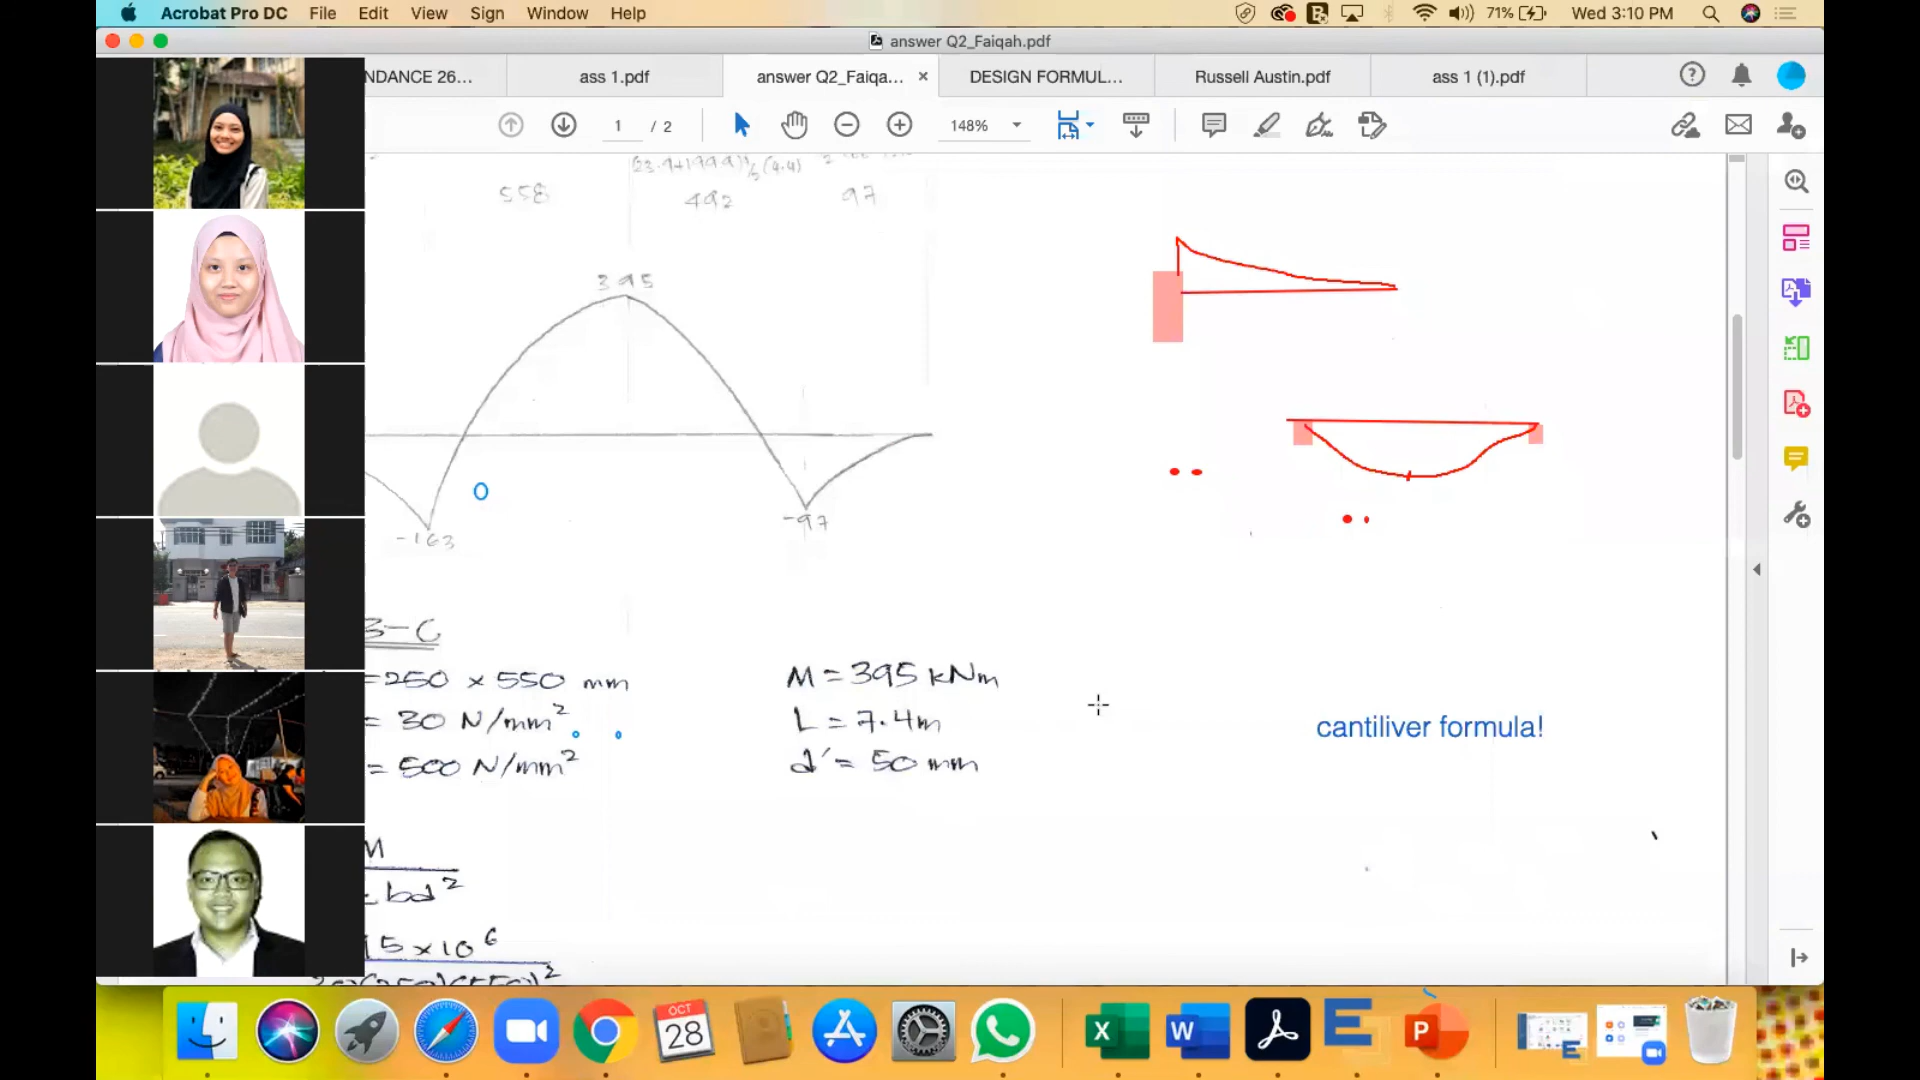 Acrobat Pro DC File Edit View Sign Window Help
71% Wed 3:10 PM
answer Q2_Faiqah.pdf
NDANCE 26... ass 1.pdf answer Q2_Faiqa... × DESIGN FORMUL... Russell Austin.pdf ass 1 (1).pdf
1 / 2 148%
558 492 97
395
-163
-97
B-C
=250 × 550 mm
= 30 N/mm²
= 500 N/mm²
M = 395 kNm
L = 7.4m
d' = 50 mm
cantiliver formula!
M
bd²
15 x 10 6
OCT
28
X W P